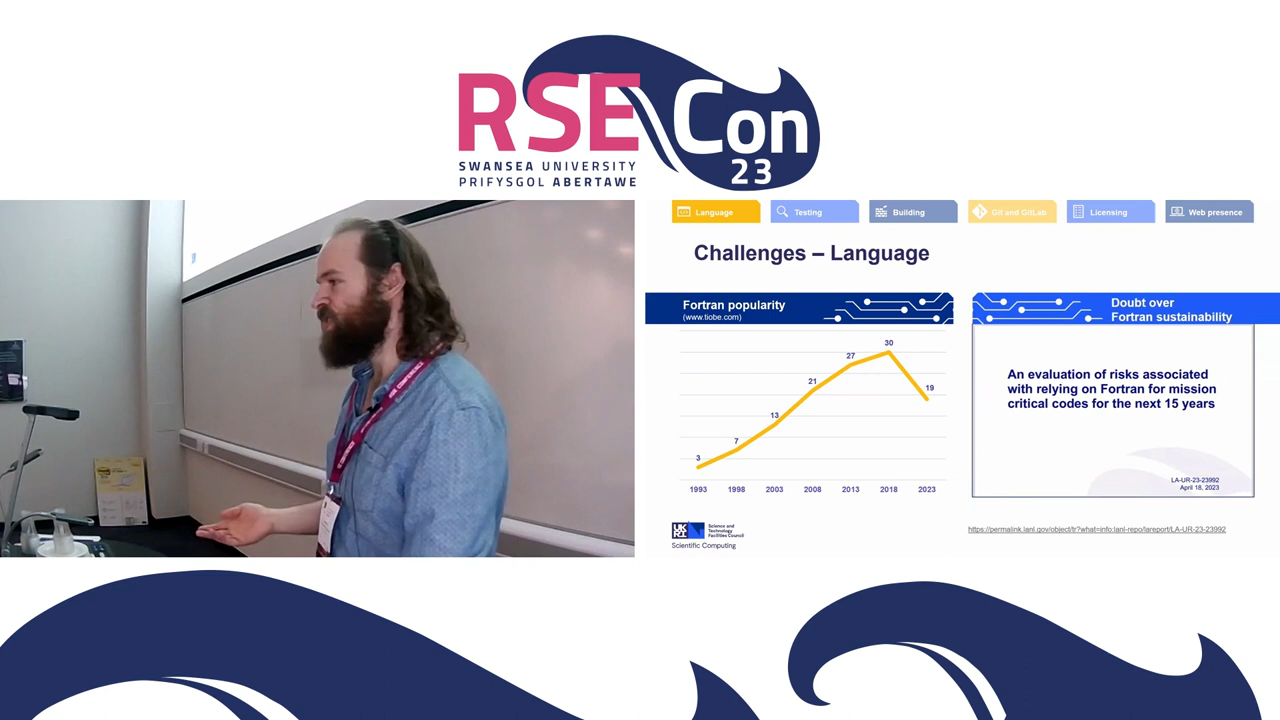 RSE Con
23
SWANSEA UNIVERSITY
PRIFYSGOL ABERTAWE
Language
Testing
Building
Git and GitLab
Licensing
Web presence
Challenges – Language
Fortran popularity
(www.tiobe.com)
30
27
21
19
13
7
3
1993 1998 2003 2008 2013 2018 2023
Doubt over
Fortran sustainability
An evaluation of risks associated
with relying on Fortran for mission
critical codes for the next 15 years
LA-UR-23-23992
April 18, 2023
UK
RI
Science and
Technology
Facilities Council
Scientific Computing
https://permalink.lanl.gov/object/tr?what=info:lanl-repo/lareport/LA-UR-23-23992
CONFERENCE